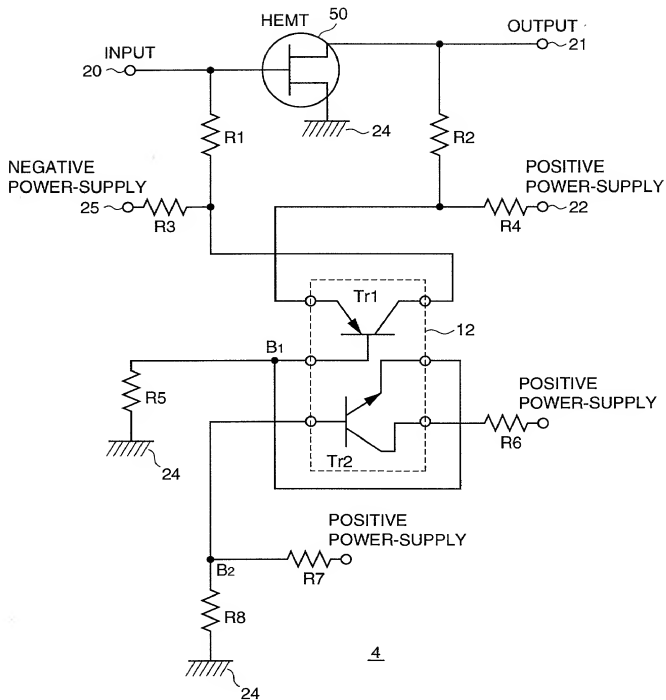 HEMT
50
OUTPUT
21
INPUT
20
24
R1
R2
NEGATIVE
POWER-SUPPLY
25
R3
POSITIVE
POWER-SUPPLY
22
R4
Tr1
12
B1
R5
24
POSITIVE
POWER-SUPPLY
R6
Tr2
POSITIVE
POWER-SUPPLY
B2
R7
R8
24
4